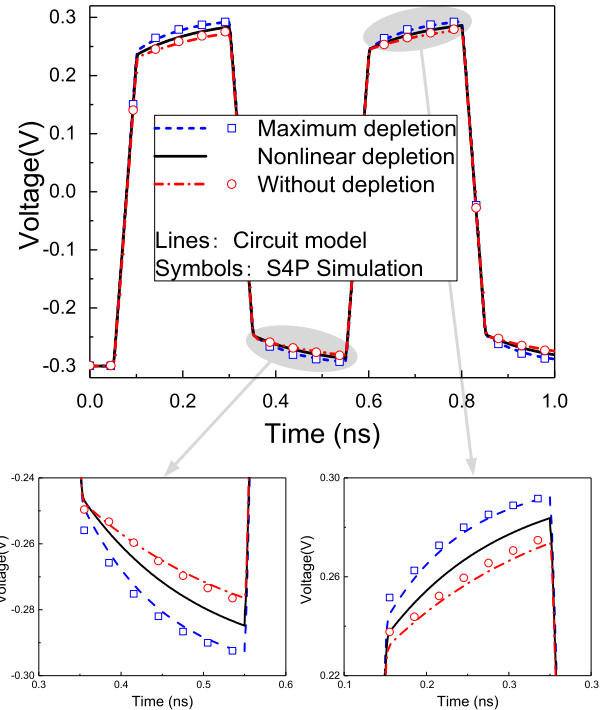 0.3
0.2
0.1
0.0
-0.1
-0.2
-0.3
Voltage(V)
Maximum depletion
Nonlinear depletion
Without depletion
Lines: Circuit model
Symbols: S4P Simulation
0.0 0.2 0.4 0.6 0.8 1.0
Time (ns)
-0.24
-0.26
-0.28
-0.30
Voltage(V)
0.3 0.4 0.5 0.6
Time (ns)
0.30
0.26
0.22
Voltage(V)
0.1 0.2 0.3 0.3
Time (ns)